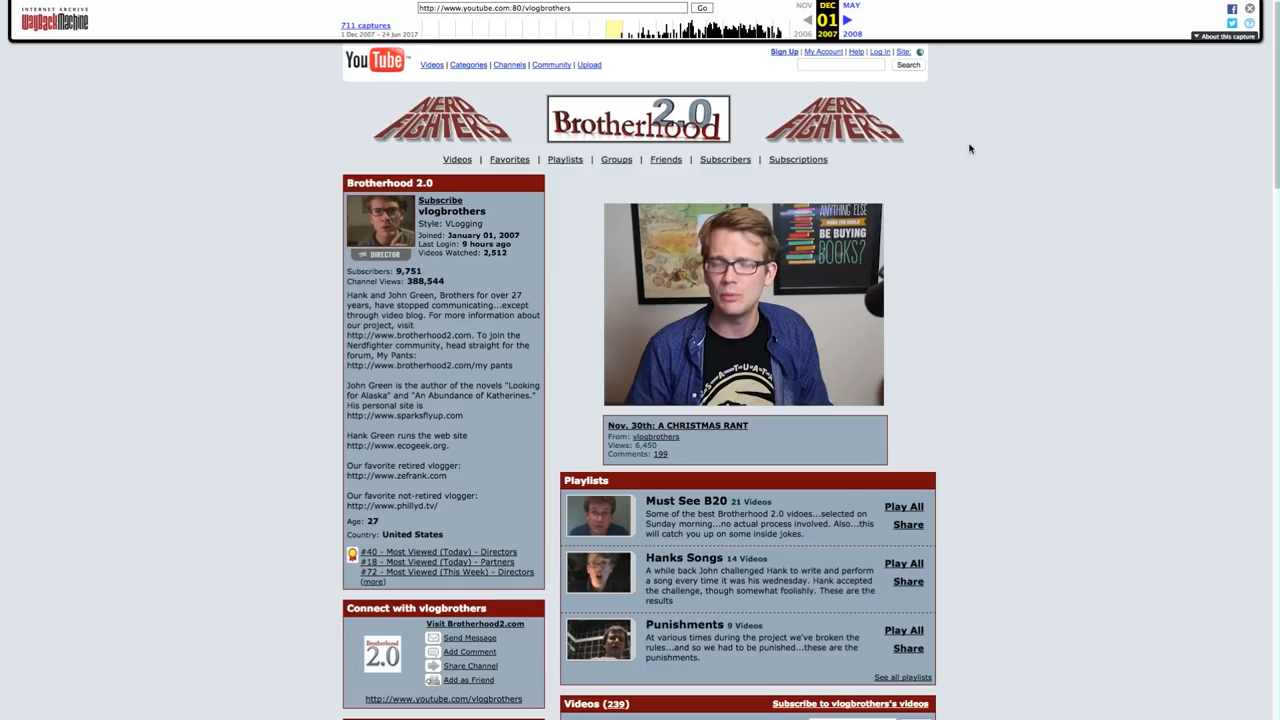 INTERNET ARCHIVE
WayBackMachine
http://www.youtube.com:80/vlogbrothers
Go
711 captures
1 Dec 2007 – 24 Jun 2017
NOV DEC MAY
01
2006 2007 2008
About this capture
YouTube
Sign Up | My Account | Help | Log In | Site:
Videos | Categories | Channels | Community | Upload
Search
NERD FIGHTERS
Brotherhood 2.0
NERD FIGHTERS
Videos | Favorites | Playlists | Groups | Friends | Subscribers | Subscriptions
Brotherhood 2.0
Subscribe
vlogbrothers
Style: VLogging
Joined: January 01, 2007
Last Login: 9 hours ago
Videos Watched: 2,512
DIRECTOR
Subscribers: 9,751
Channel Views: 388,544
Hank and John Green, Brothers for over 27
years, have stopped communicating...except
through video blog. For more information about
our project, visit
http://www.brotherhood2.com. To join the
Nerdfighter community, head straight for the
forum, My Pants:
http://www.brotherhood2.com/my pants
John Green is the author of the novels "Looking
for Alaska" and "An Abundance of Katherines."
His personal site is
http://www.sparksflyup.com
Hank Green runs the web site
http://www.ecogeek.org.
Our favorite retired vlogger:
http://www.zefrank.com
Our favorite not-retired vlogger:
http://www.phillyd.tv/
Age: 27
Country: United States
#40 - Most Viewed (Today) - Directors
#18 - Most Viewed (Today) - Partners
#72 - Most Viewed (This Week) - Directors
(more)
Connect with vlogbrothers
Visit Brotherhood2.com
Brotherhood
2.0
Send Message
Add Comment
Share Channel
Add as Friend
http://www.youtube.com/vlogbrothers
ANYTHING ELSE
BE BUYING
BOOKS?
Nov. 30th: A CHRISTMAS RANT
From: vlogbrothers
Views: 6,450
Comments: 199
Playlists
Must See B20 21 Videos
Some of the best Brotherhood 2.0 vidoes...selected on
Sunday morning...no actual process involved. Also...this
will catch you up on some inside jokes.
Play All
Share
Hanks Songs 14 Videos
A while back John challenged Hank to write and perform
a song every time it was his wednesday. Hank accepted
the challenge, though somewhat foolishly. These are the
results
Play All
Share
Punishments 9 Videos
At various times during the project we've broken the
rules...and so we had to be punished...these are the
punishments.
Play All
Share
See all playlists
Videos (239)
Subscribe to vlogbrothers's videos